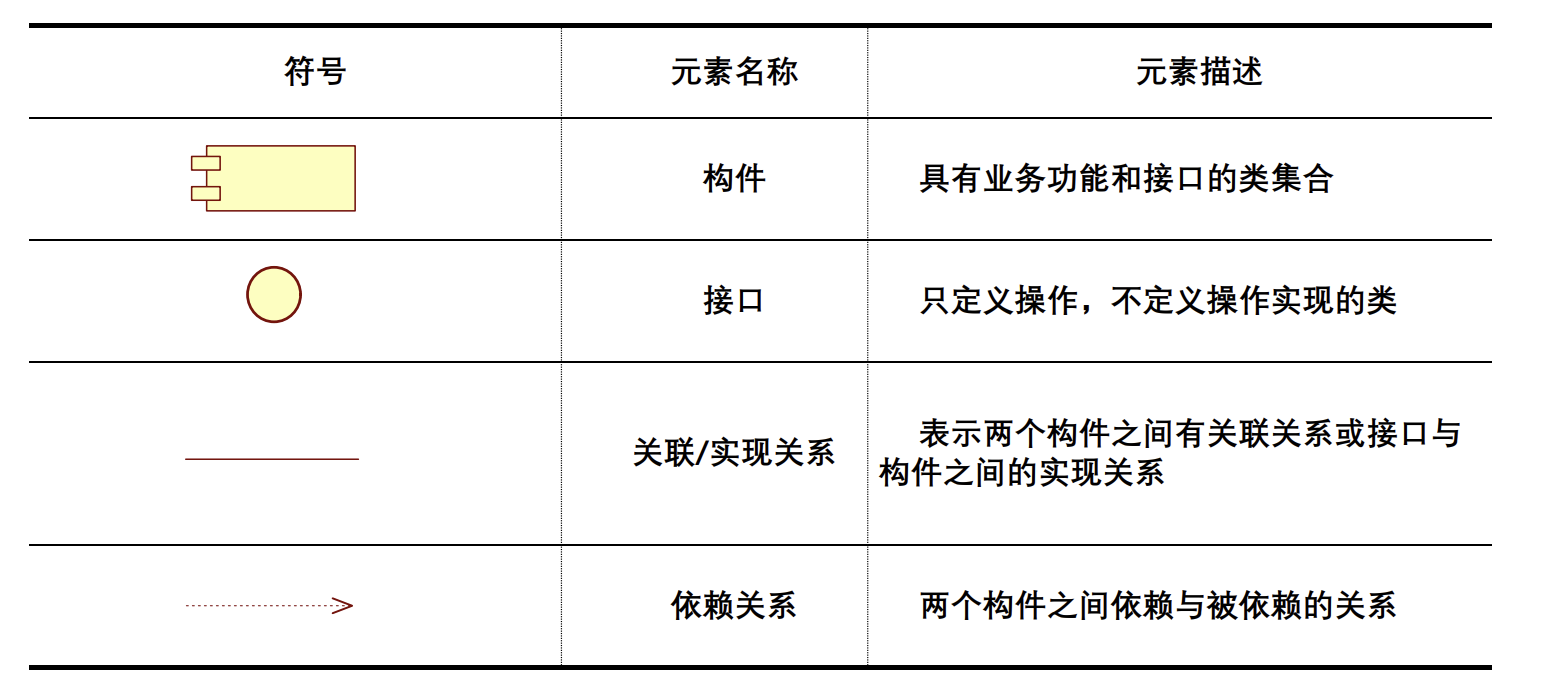 符号 元素名称 元素描述
构件 具有业务功能和接口的类集合
接口 只定义操作，不定义操作实现的类
关联/实现关系 表示两个构件之间有关联关系或接口与
构件之间的实现关系
依赖关系 两个构件之间依赖与被依赖的关系